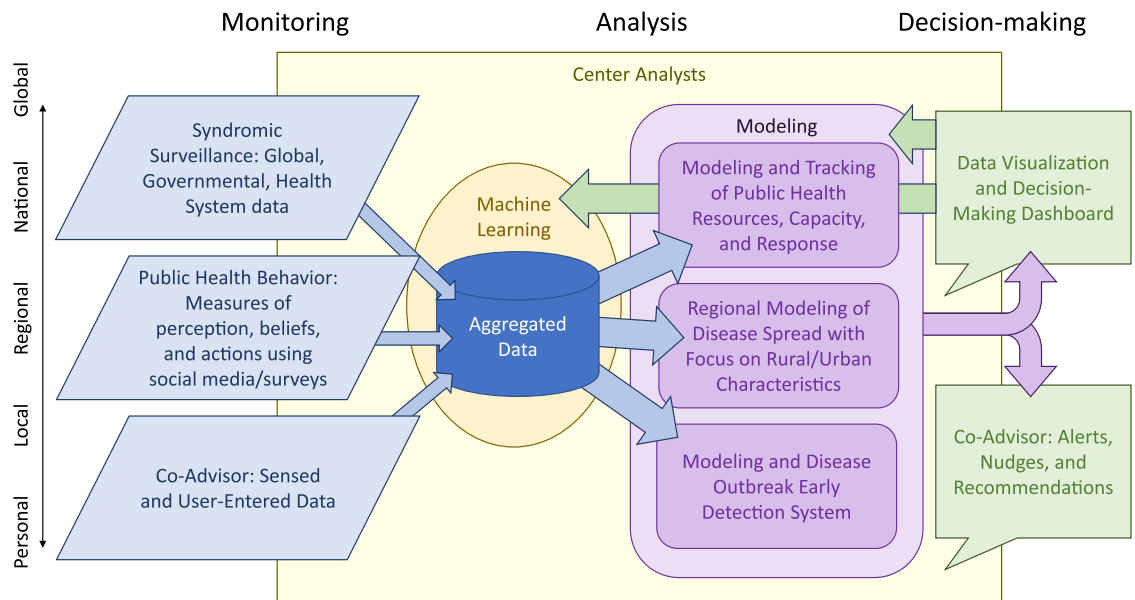 Monitoring
Analysis
Decision-making
Global
National
Regional
Local
Personal
Center Analysts
Syndromic
Surveillance: Global,
Governmental, Health
System data
Public Health Behavior:
Measures of
perception, beliefs,
and actions using
social media/surveys
Co-Advisor: Sensed
and User-Entered Data
Machine
Learning
Aggregated
Data
Modeling
Modeling and Tracking
of Public Health
Resources, Capacity,
and Response
Regional Modeling of
Disease Spread with
Focus on Rural/Urban
Characteristics
Modeling and Disease
Outbreak Early
Detection System
Data Visualization
and Decision-
Making Dashboard
Co-Advisor: Alerts,
Nudges, and
Recommendations